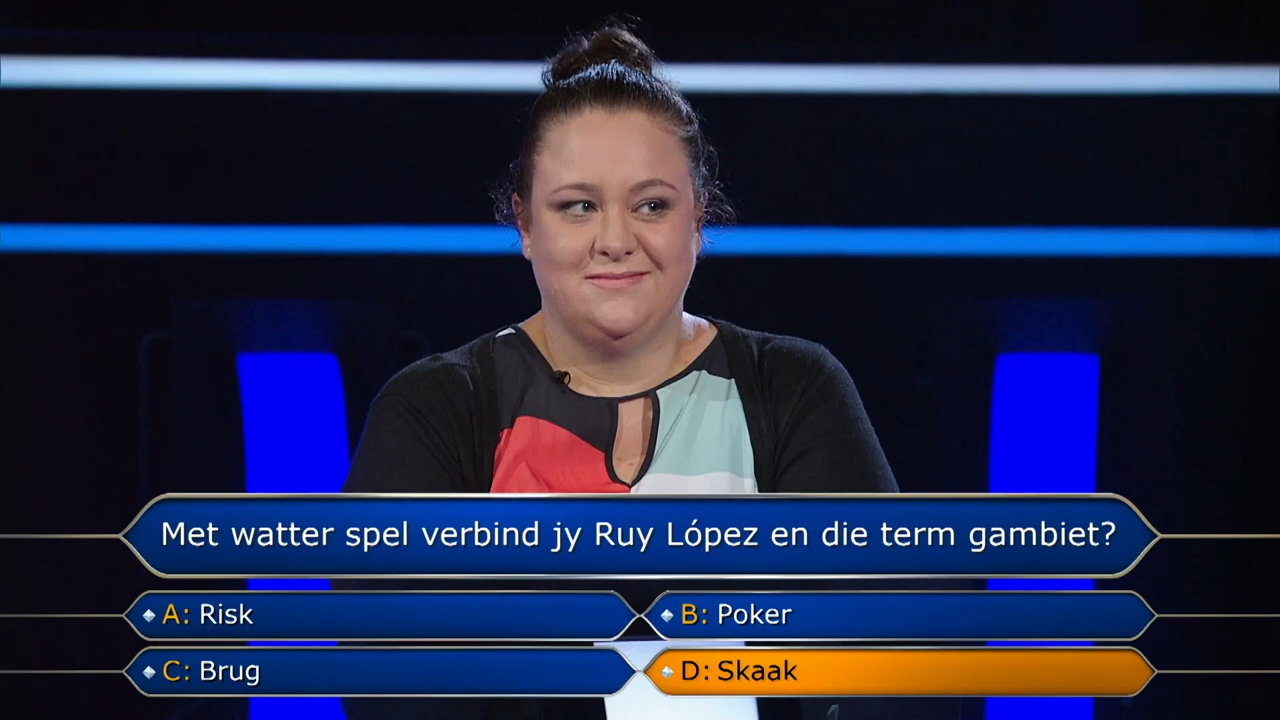 Met watter spel verbind jy Ruy López en die term gambiet?
A: Risk
B: Poker
C: Brug
D: Skaak